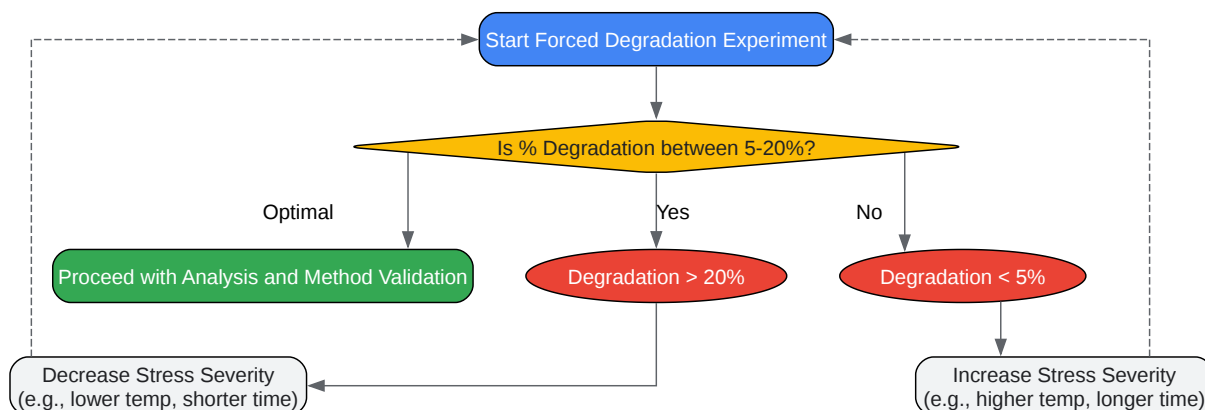 Start Forced Degradation Experiment
Is % Degradation between 5-20%?
Optimal
Yes
No
Proceed with Analysis and Method Validation
Degradation > 20%
Degradation < 5%
Decrease Stress Severity
(e.g., lower temp, shorter time)
Increase Stress Severity
(e.g., higher temp, longer time)